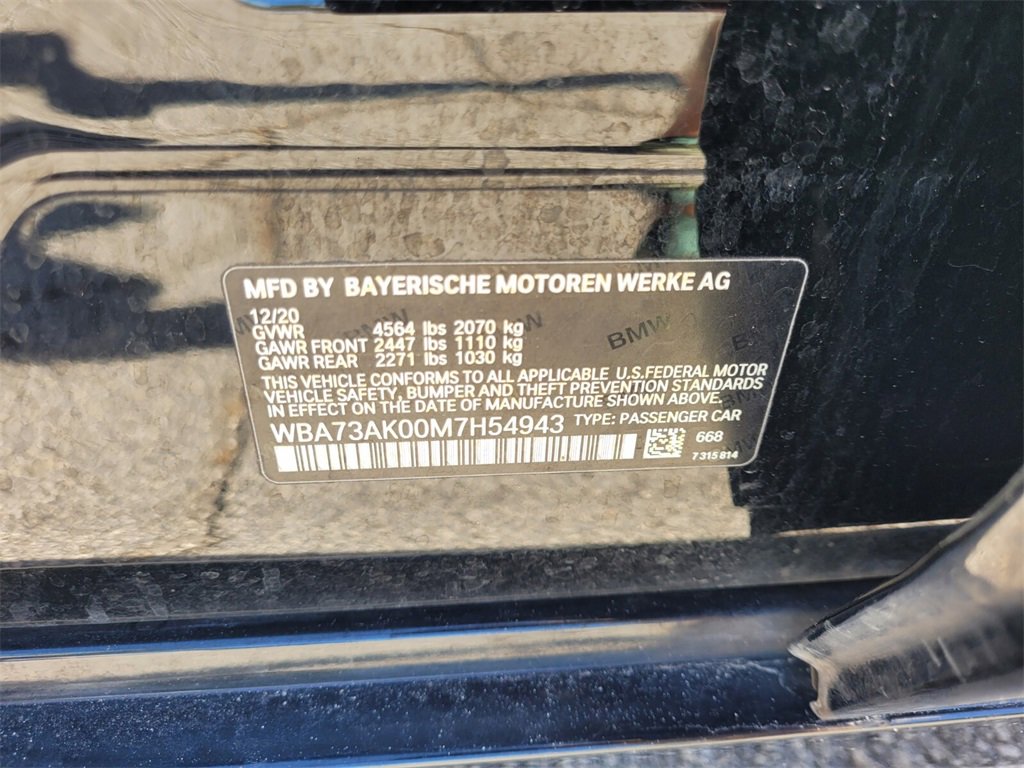 MFD BY BAYERISCHE MOTOREN WERKE AG
12/20
GVWR 4564 lbs 2070 kg
GAWR FRONT 2447 lbs 1110 kg
GAWR REAR 2271 lbs 1030 kg
THIS VEHICLE CONFORMS TO ALL APPLICABLE U.S.FEDERAL MOTOR
VEHICLE SAFETY, BUMPER AND THEFT PREVENTION STANDARDS
IN EFFECT ON THE DATE OF MANUFACTURE SHOWN ABOVE.
WBA73AK00M7H54943 TYPE: PASSENGER CAR
668
7 315 814
BMW